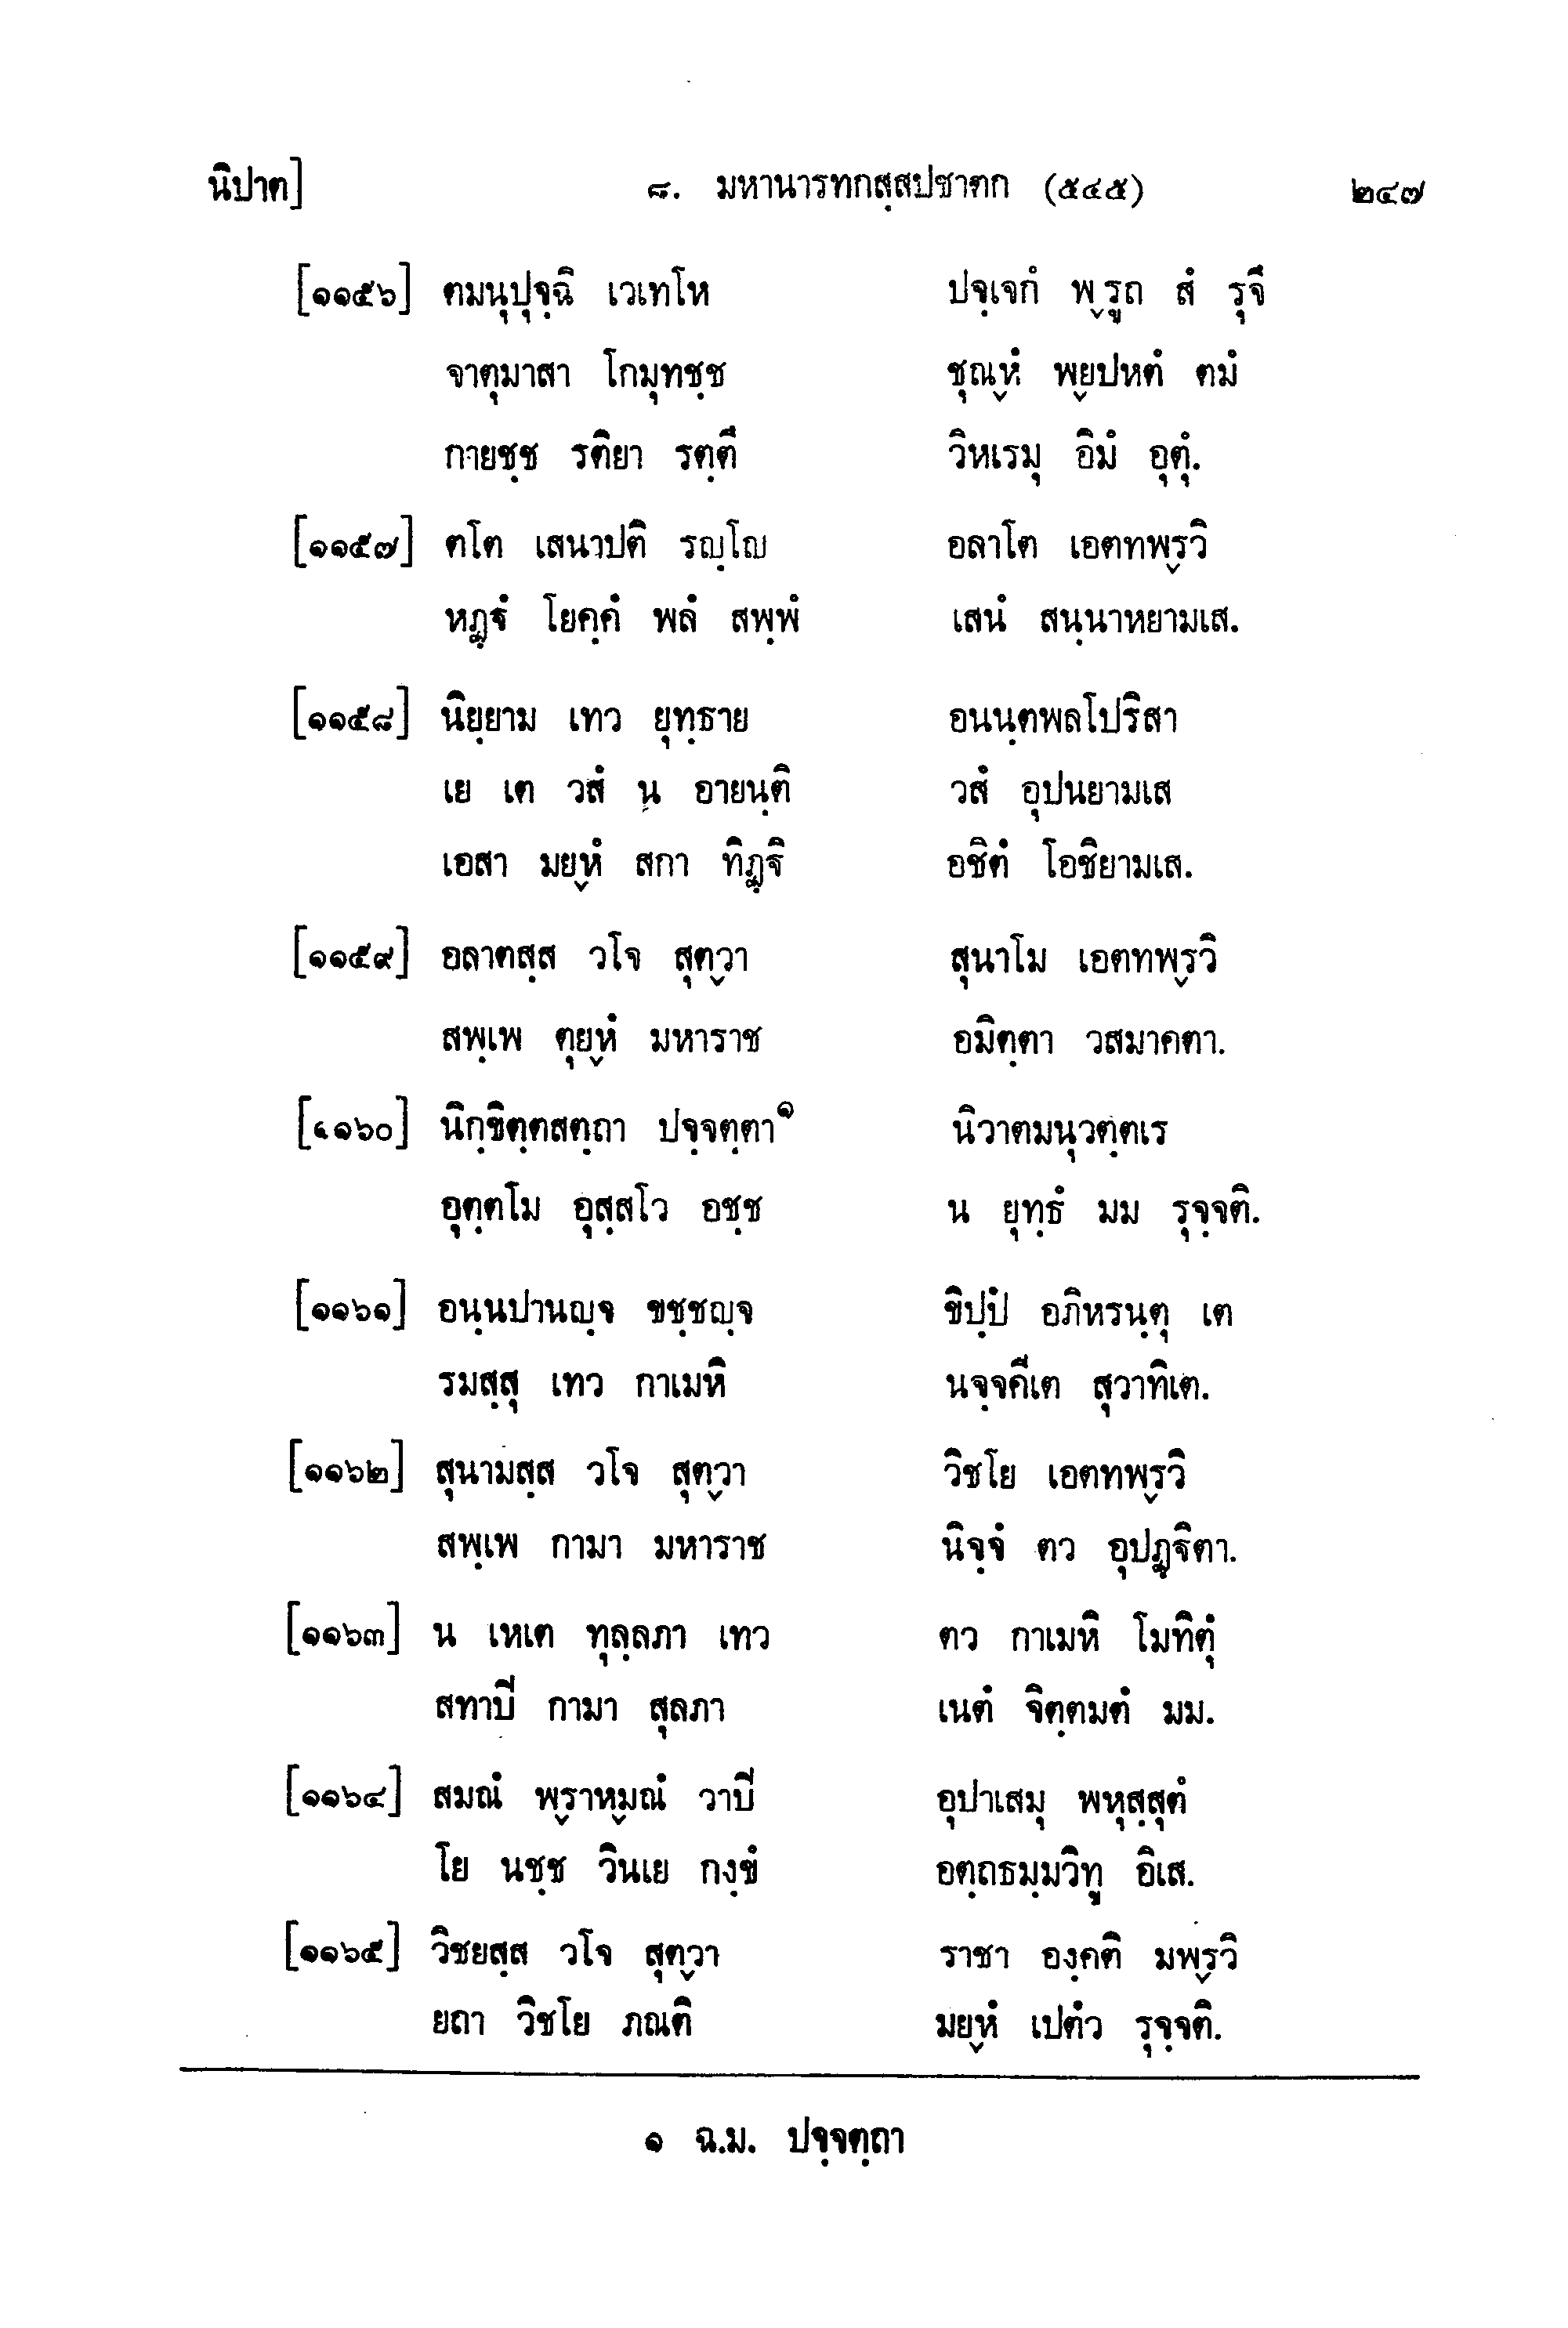 นิปาต] ๘. มหานารทกสฺสปชาตก (๕๔๕) ๒๔๗
[๑๑๕๖] ตมนุปุจฺฉิ เวเทโห ปจฺเจกํ พฺรูถ สํ รุจึ
จาตุมาสา โกมุทชฺช ชุณฺหํ พฺยปหตํ ตมํ
กายชฺช รติยา รตฺตึ วิหเรมุ อิมํ อุตุํ.
[๑๑๕๗] ตโต เสนาปติ รญฺโญ อลาโต เอตทพฺรวิ
หฏฺฐํ โยคฺคํ พลํ สพฺพํ เสนํ สนฺนาหยามเส.
[๑๑๕๘] นิยฺยาม เทว ยุทฺธาย อนนฺตพลโปริสา
เย เต วสํ น อายนฺติ วสํ อุปนยามเส
เอสา มยฺหํ สกา ทิฏฺฐิ อชิตํ โอชิยามเส.
[๑๑๕๙] อลาตสฺส วโจ สุตฺวา สุนาโม เอตทพฺรวิ
สพฺเพ ตุยฺหํ มหาราช อมิตฺตา วสมาคตา.
[๑๑๖๐] นิกฺขิตฺตสตฺถา ปจฺจตฺตา๑ นิวาตมนุวตฺตเร
อุตฺตโม อุสฺสโว อชฺช น ยุทฺธํ มม รุจฺจติ.
[๑๑๖๑] อนฺนปานญฺจ ขชฺชญฺจ ขิปฺปํ อภิหรนฺตุ เต
รมสฺสุ เทว กาเมหิ นจฺจคีเต สุวาทิเต.
[๑๑๖๒] สุนามสฺส วโจ สุตฺวา วิชโย เอตทพฺรวิ
สพฺเพ กามา มหาราช นิจฺจํ ตว อุปฏฺฐิตา.
[๑๑๖๓] น เหเต ทุลฺลภา เทว ตว กาเมหิ โมทิตุํ
สทาปี กามา สุลภา เนตํ จิตฺตมตํ มม.
[๑๑๖๔] สมณํ พฺราหฺมณํ วาปี อุปาเสมุ พหุสฺสุตํ
โย นชฺช วินเย กงฺขํ อตฺถธมฺมวิทู อิเส.
[๑๑๖๕] วิชยสฺส วโจ สุตฺวา ราชา องฺคติ มพฺรวิ
ยถา วิชโย ภณติ มยฺหํ เปตํว รุจฺจติ.
๑ ฉ.ม. ปจฺจตฺถา